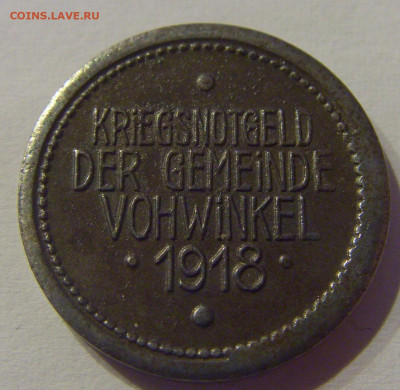 COINS.LAVE.RU
KRiEGSNOTGELD
DER GEMEiNDE
VOHWiNKEL
· 1918 ·